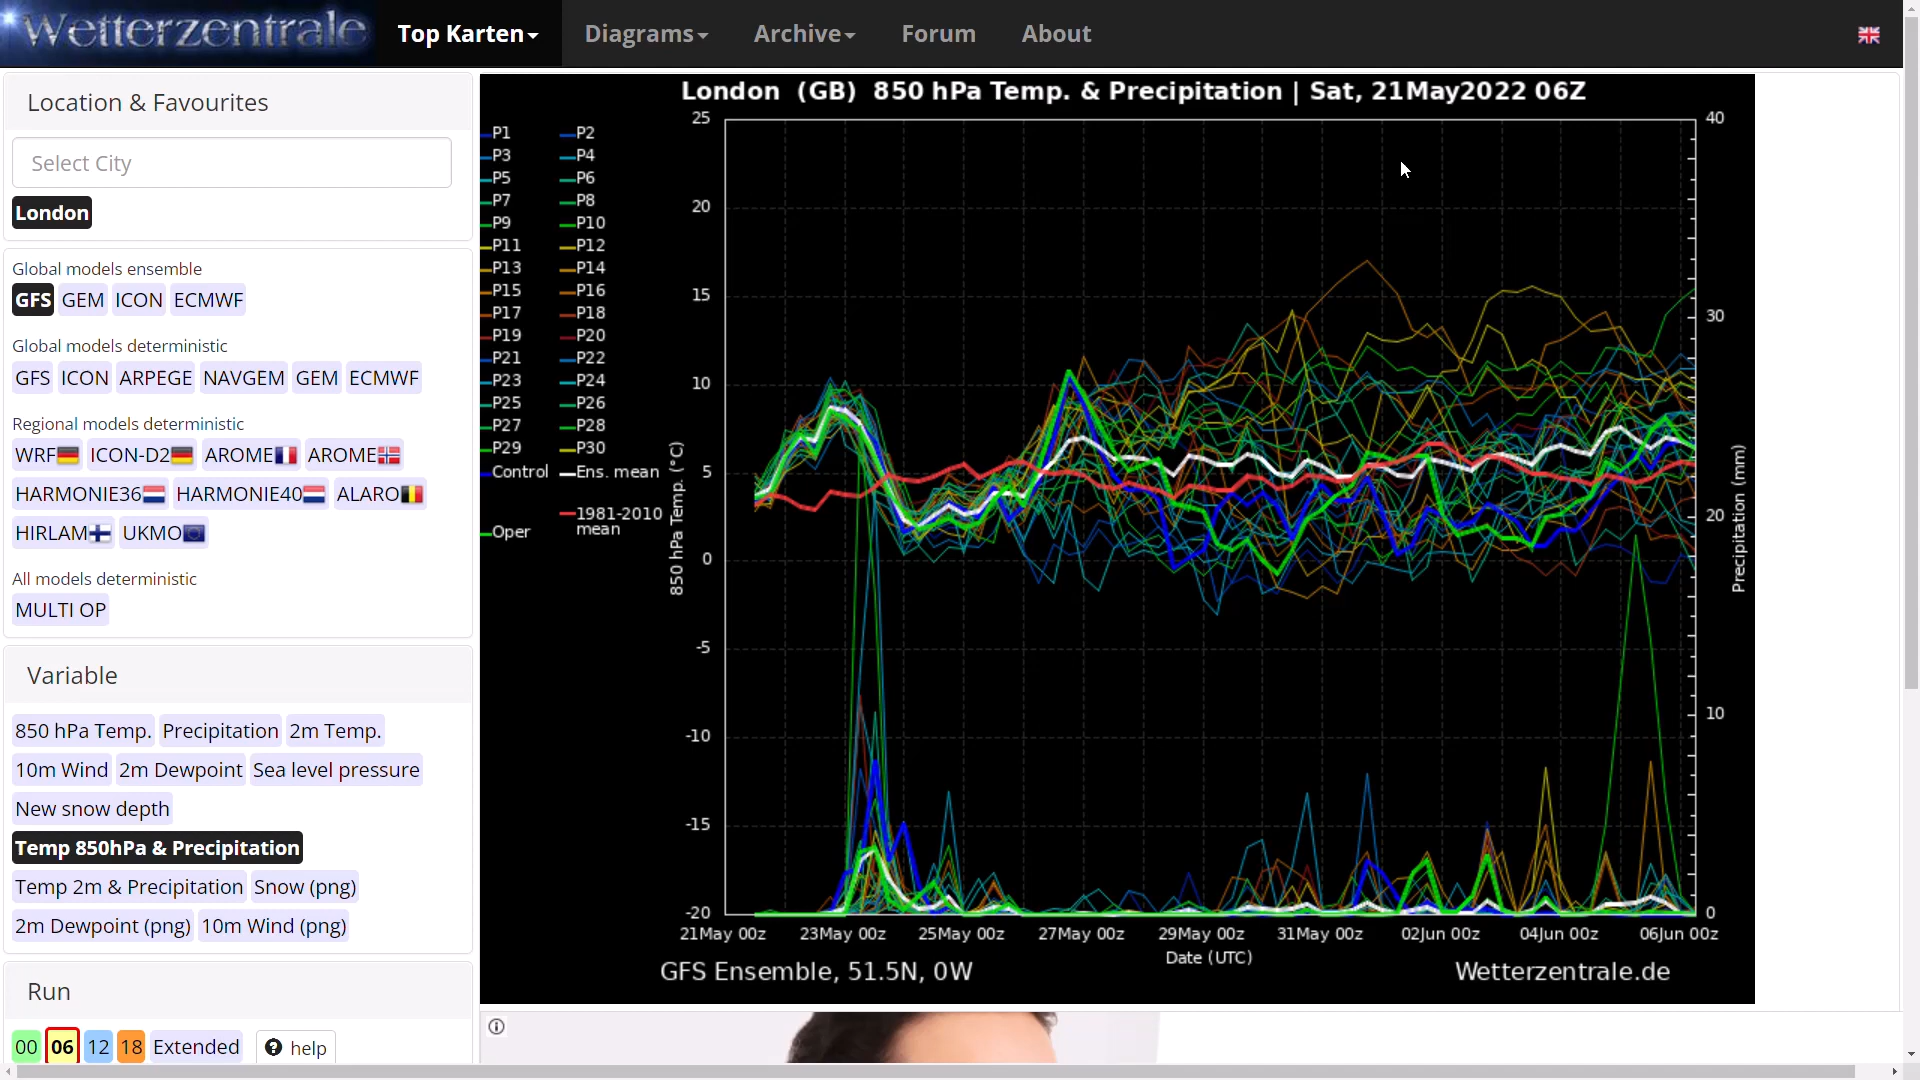 Wetterzentrale Top Karten Diagrams Archive Forum About
Location & Favourites
Select City
London
Global models ensemble
GFS GEM ICON ECMWF
Global models deterministic
GFS ICON ARPEGE NAVGEM GEM ECMWF
Regional models deterministic
WRF ICON-D2 AROME AROME
HARMONIE36 HARMONIE40 ALARO
HIRLAM UKMO
All models deterministic
MULTI OP
Variable
850 hPa Temp. Precipitation 2m Temp.
10m Wind 2m Dewpoint Sea level pressure
New snow depth
Temp 850hPa & Precipitation
Temp 2m & Precipitation Snow (png)
2m Dewpoint (png) 10m Wind (png)
Run
00 06 12 18 Extended help
London (GB) 850 hPa Temp. & Precipitation | Sat, 21May2022 06Z
P1 P2
P3 P4
P5 P6
P7 P8
P9 P10
P11 P12
P13 P14
P15 P16
P17 P18
P19 P20
P21 P22
P23 P24
P25 P26
P27 P28
P29 P30
Control Ens. mean
Oper 1981-2010
mean
850 hPa Temp. (°C)
25
20
15
10
5
0
-5
-10
-15
-20
40
30
20
10
0
Precipitation (mm)
21May 00z 23May 00z 25May 00z 27May 00z 29May 00z 31May 00z 02Jun 00z 04Jun 00z 06Jun 00z
Date (UTC)
GFS Ensemble, 51.5N, 0W Wetterzentrale.de